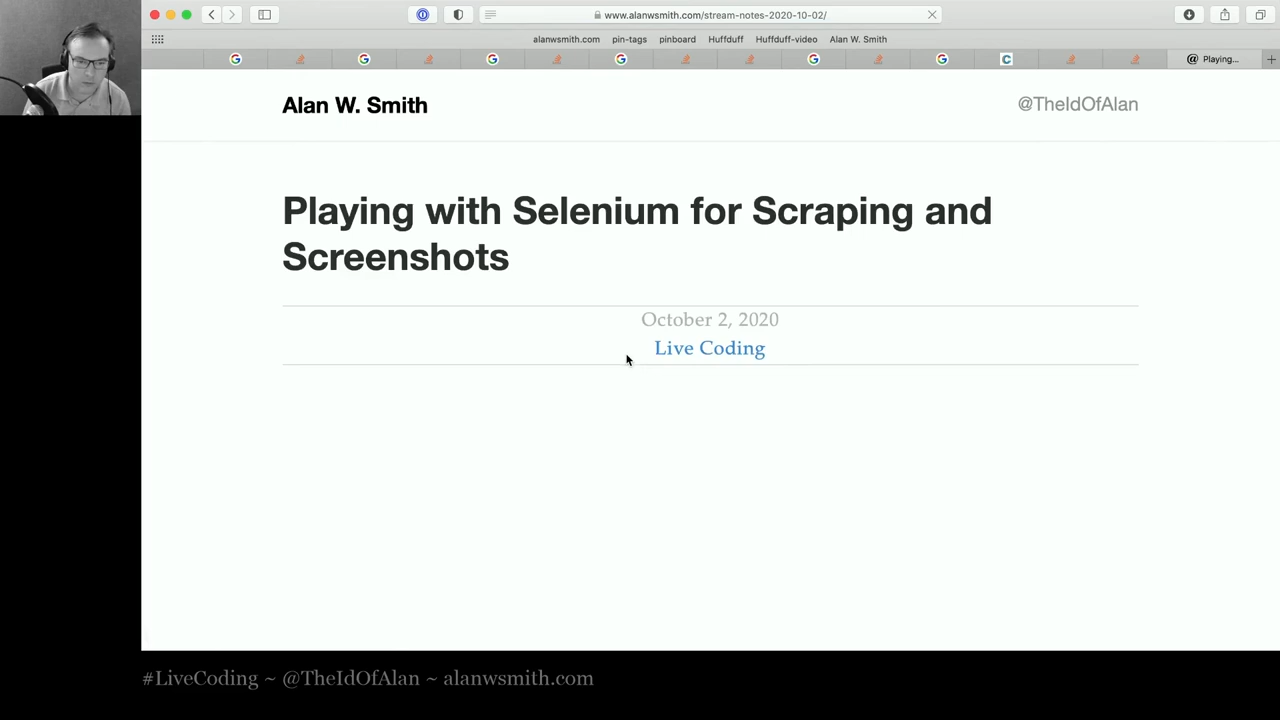 www.alanwsmith.com/stream-notes-2020-10-02/
alanwsmith.com pin-tags pinboard Huffduff Huffduff-video Alan W. Smith
G G G G G G C @ Playing...
Alan W. Smith @TheIdOfAlan
Playing with Selenium for Scraping and
Screenshots
October 2, 2020
Live Coding
#LiveCoding ~ @TheIdOfAlan ~ alanwsmith.com